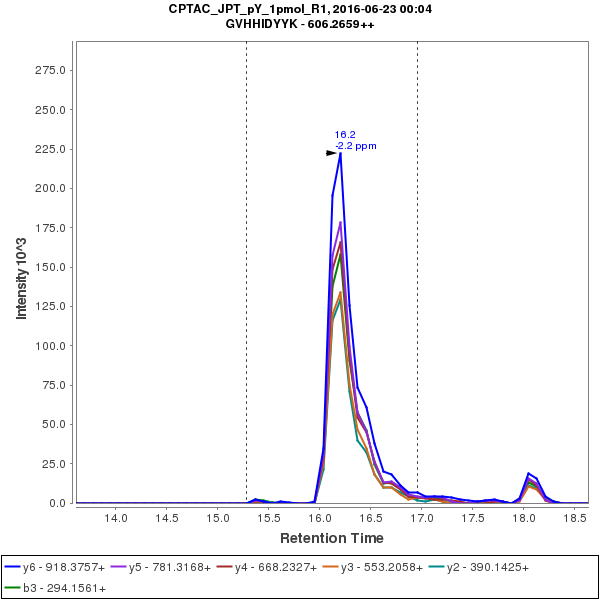 CPTAC_JPT_pY_1pmol_R1, 2016-06-23 00:04
GVHHIDYYK - 606.2659++
275.0
250.0
225.0
200.0
175.0
150.0
125.0
100.0
75.0
50.0
25.0
0.0
Intensity 10^3
16.2
-2.2 ppm
14.0 14.5 15.0 15.5 16.0 16.5 17.0 17.5 18.0 18.5
Retention Time
y6 - 918.3757+ y5 - 781.3168+ y4 - 668.2327+ y3 - 553.2058+ y2 - 390.1425+
b3 - 294.1561+